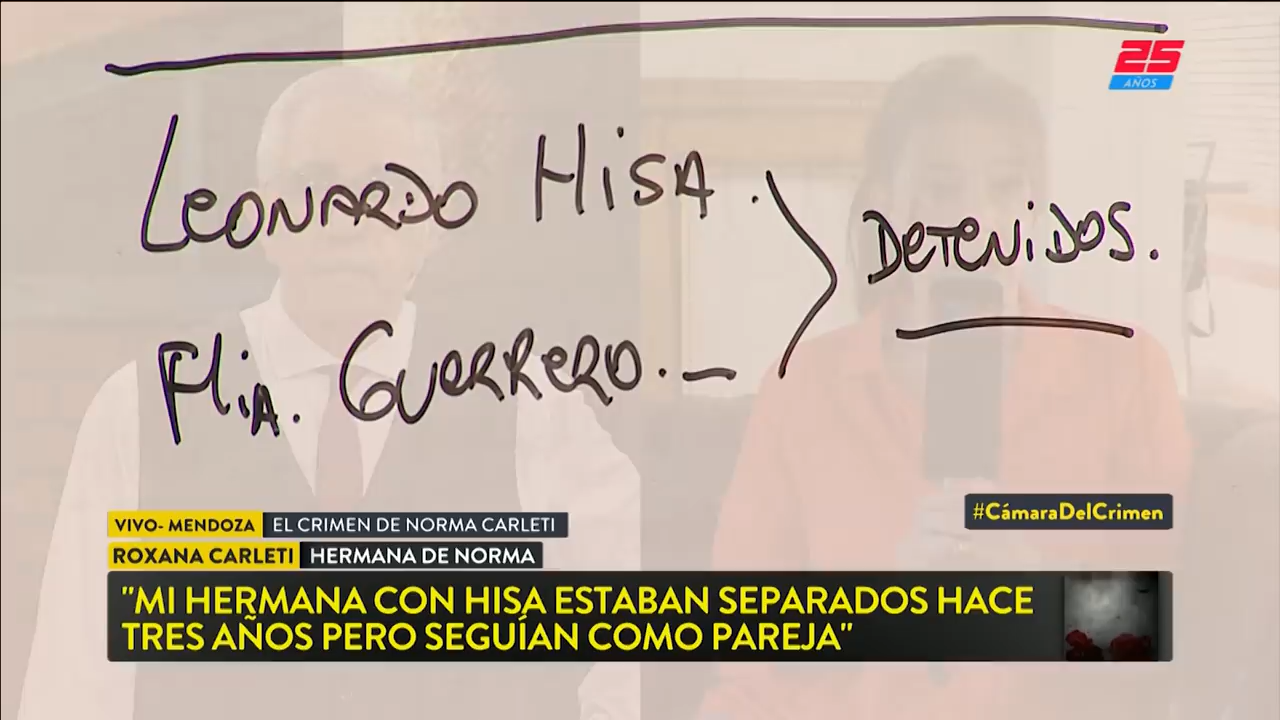 25
AÑOS
LEONARDO HISA.
DETENIDOS.
Flia. GUERRERO.-
#CámaraDelCrimen
VIVO- MENDOZA EL CRIMEN DE NORMA CARLETI
ROXANA CARLETI HERMANA DE NORMA
"MI HERMANA CON HISA ESTABAN SEPARADOS HACE
TRES AÑOS PERO SEGUÍAN COMO PAREJA"